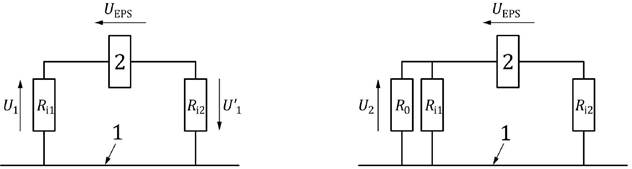 U_EPS
2
U_1 R_i1 R_i2 U'_1
1
U_EPS
2
U_2 R_0 R_i1 R_i2
1